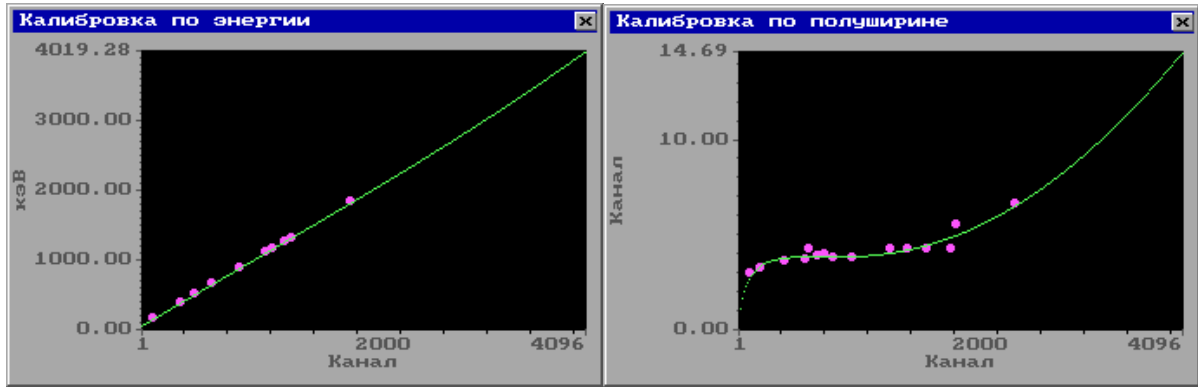 Калибровка по энергии
4019.28
3000.00
2000.00
1000.00
0.00
кэВ
1 2000 4096
Канал
Калибровка по полуширине
14.69
10.00
0.00
Канал
1 2000 4096
Канал